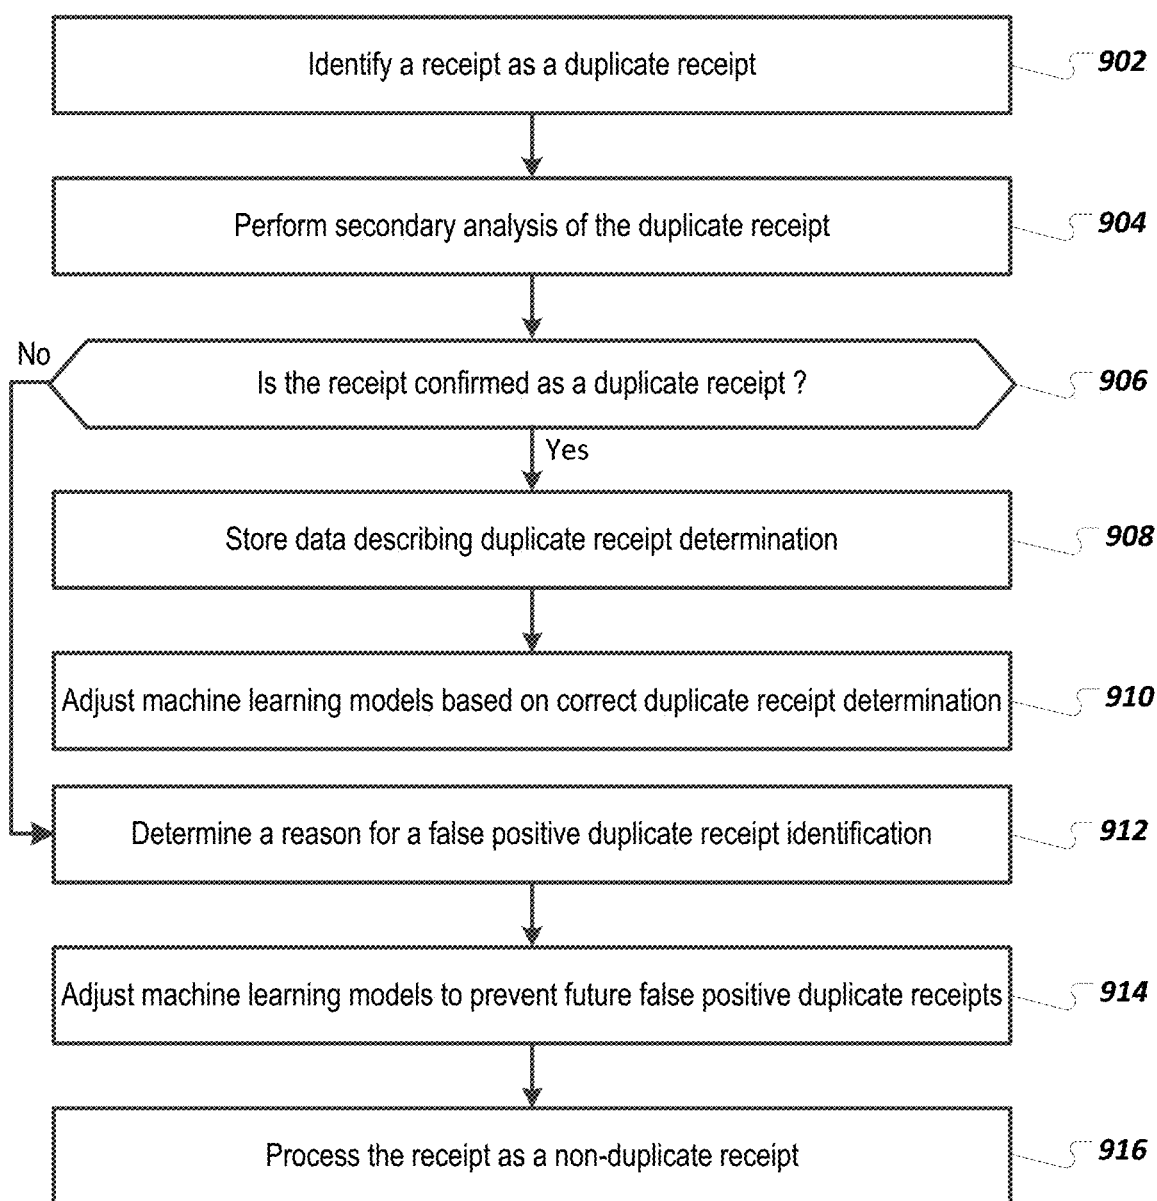 Identify a receipt as a duplicate receipt
902
Perform secondary analysis of the duplicate receipt
904
No
Is the receipt confirmed as a duplicate receipt ?
906
Yes
Store data describing duplicate receipt determination
908
Adjust machine learning models based on correct duplicate receipt determination
910
Determine a reason for a false positive duplicate receipt identification
912
Adjust machine learning models to prevent future false positive duplicate receipts
914
Process the receipt as a non-duplicate receipt
916